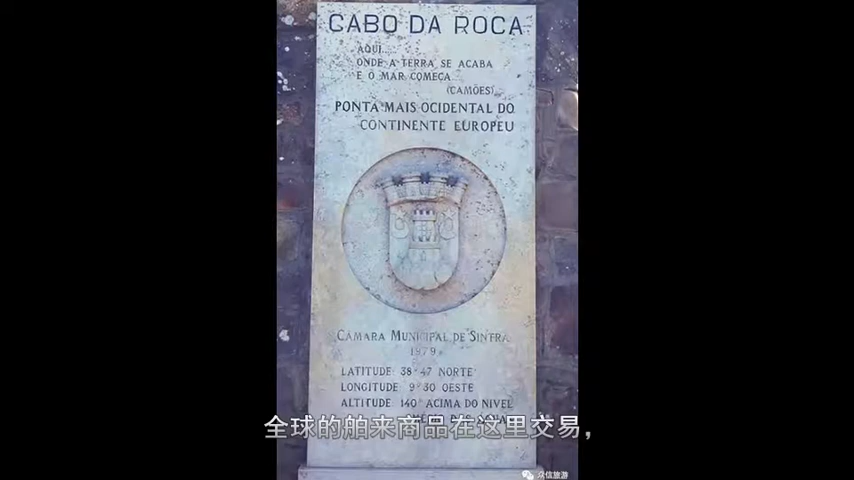 CABO DA ROCA
AQUI...
ONDE A TERRA SE ACABA
E O MAR COMEÇA
(CAMÕES)
PONTA MAIS OCIDENTAL DO
CONTINENTE EUROPEU
CÂMARA MUNICIPAL DE SINTRA
1979
LATITUDE 38° 47' NORTE
LONGITUDE 9° 30' OESTE
ALTITUDE 140 ACIMA DO NIVEL
全球的舶来商品在这里交易，
众信旅游